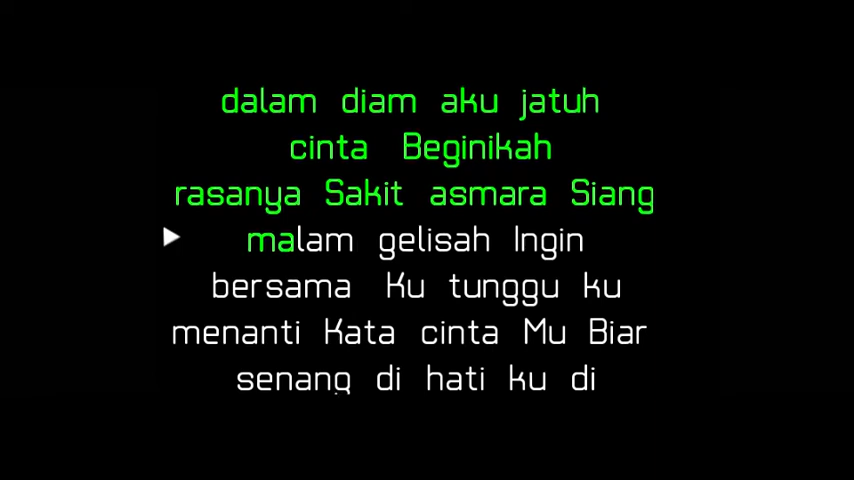 dalam diam aku jatuh
cinta Beginikah
rasanya Sakit asmara Siang
malam gelisah Ingin
bersama Ku tunggu ku
menanti Kata cinta Mu Biar
senang di hati ku di